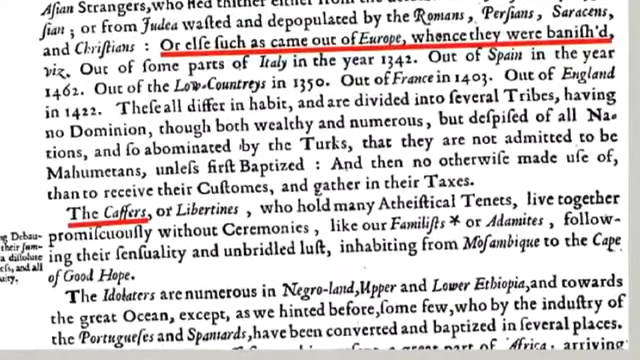 Asian Strangers, who fled thither either from the
sian; or from Judea wasted and depopulated by the Romans, Persians, Saracens,
and Christians: Or else such as came out of Europe, whence they were banish'd,
viz. Out of some parts of Italy in the year 1342. Out of Spain in the year
1462. Out of the Low-Countreys in 1350. Out of France in 1403. Out of England
in 1422. These all differ in habit, and are divided into several Tribes, having
no Dominion, though both wealthy and numerous, but despised of all Na-
tions, and so abominated by the Turks, that they are not admitted to be
Mahumetans, unless first Baptized: And then no otherwise made use of,
than to receive their Customes, and gather in their Taxes.
The Caffers, or Libertines, who hold many Atheistical Tenets, live together
promiscuously without Ceremonies, like our Familists * or Adamites, follow-
ing their sensuality and unbridled lust, inhabiting from Mosambique to the Cape
of Good Hope.
Debau-
their
a dissolute
and all
The Idolaters are numerous in Negro-land, Upper and Lower Ethiopia, and towards
the great Ocean, except, as we hinted before, some few, who by the industry of
the Portugueses and Spaniards, have been converted and baptized in several places.
great part of Africa: arriving